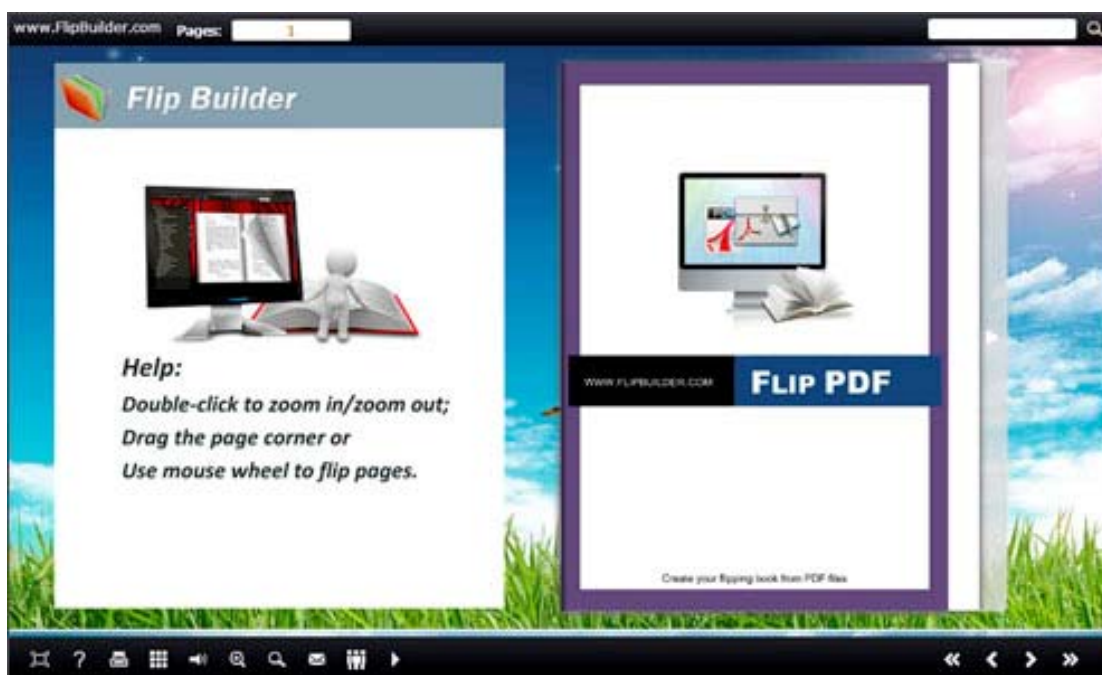 www.FlipBuilder.com Pages: 1
Flip Builder
Help:
Double-click to zoom in/zoom out;
Drag the page corner or
Use mouse wheel to flip pages.
WWW.FLIPBUILDER.COM
FLIP PDF
Create your flipping book from PDF files